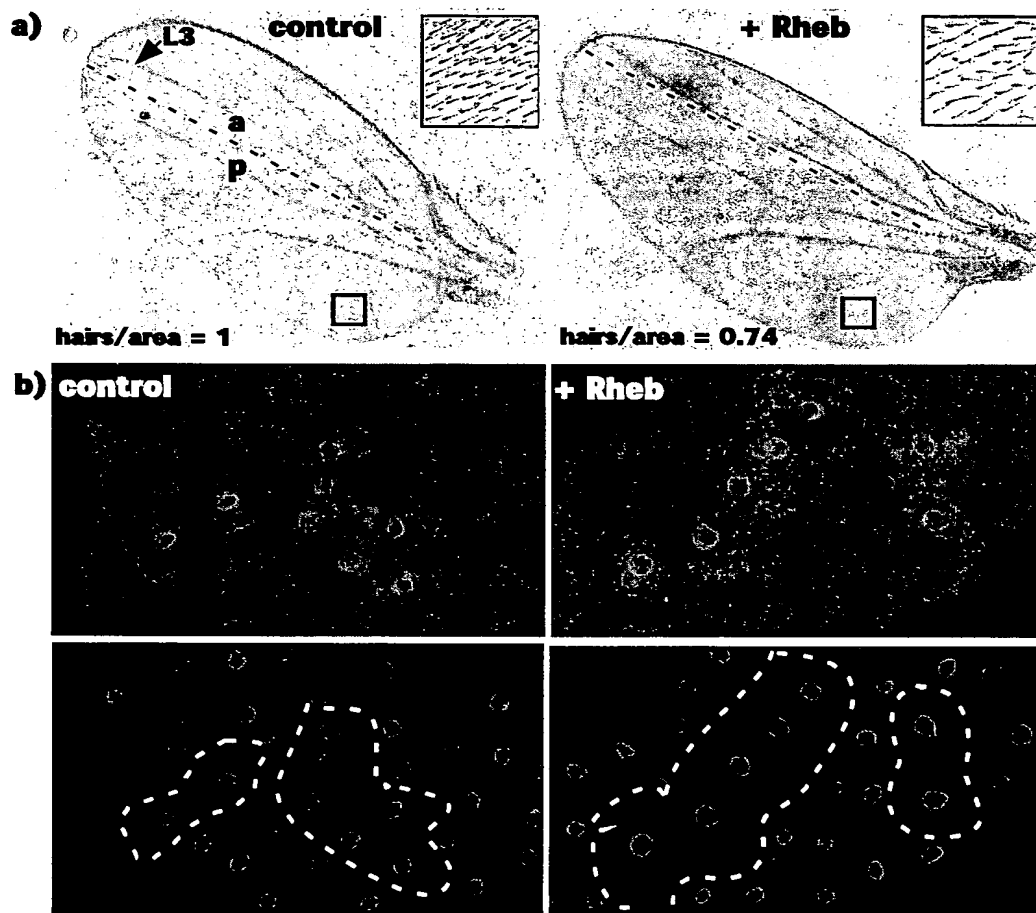 a) control + Rheb
L3
a
p
hairs/area = 1 hairs/area = 0.74
b) control + Rheb